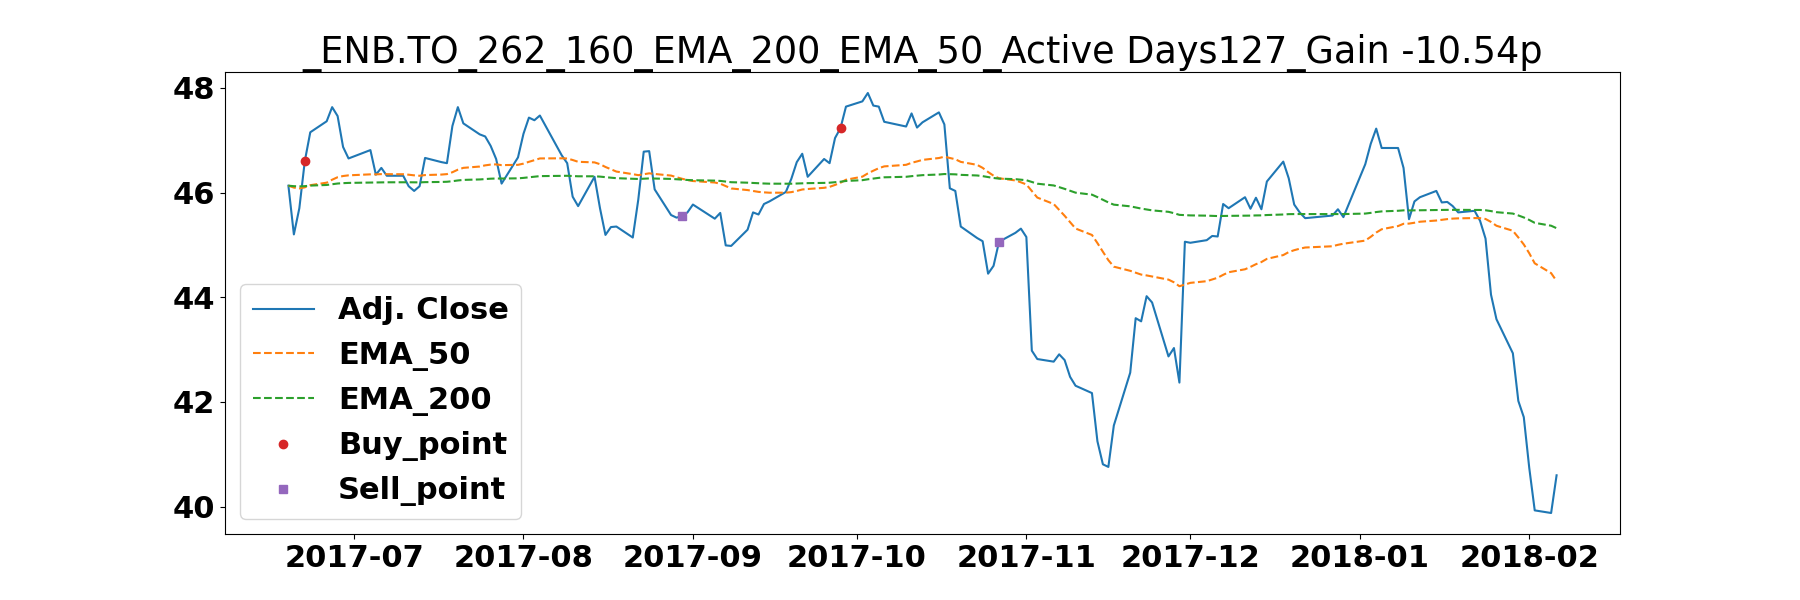 _ENB.TO_262_160_EMA_200_EMA_50_Active Days127_Gain -10.54p
48
46
44
42
40
Adj. Close
EMA_50
EMA_200
Buy_point
Sell_point
2017-07 2017-08 2017-09 2017-10 2017-11 2017-12 2018-01 2018-02